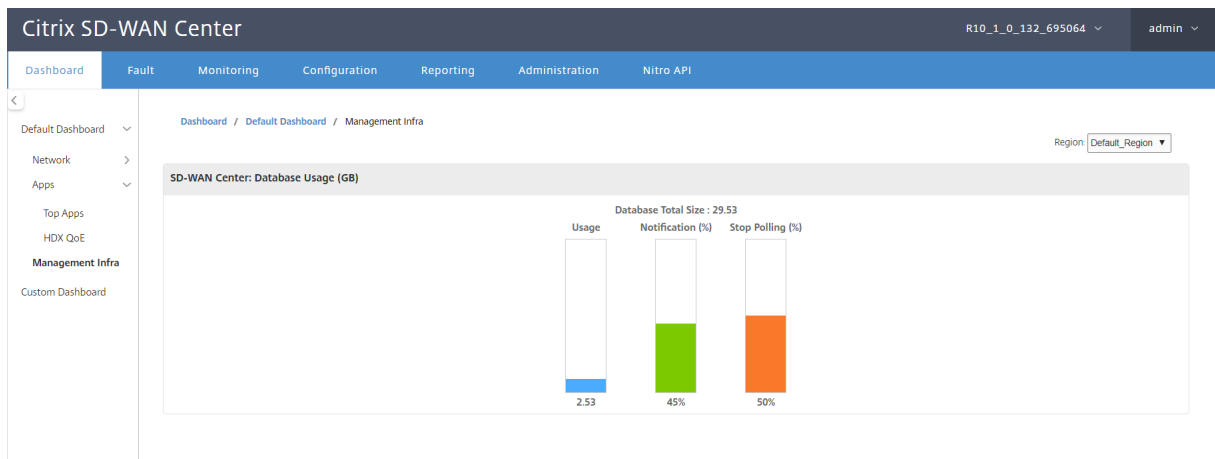 Citrix SD-WAN Center
R10_1_0_132_695064
admin
Dashboard Fault Monitoring Configuration Reporting Administration Nitro API
Dashboard / Default Dashboard / Management Infra
Region: Default_Region
Default Dashboard
Network
Apps
Top Apps
HDX QoE
Management Infra
Custom Dashboard
SD-WAN Center: Database Usage (GB)
Database Total Size : 29.53
Usage Notification (%) Stop Polling (%)
2.53 45% 50%